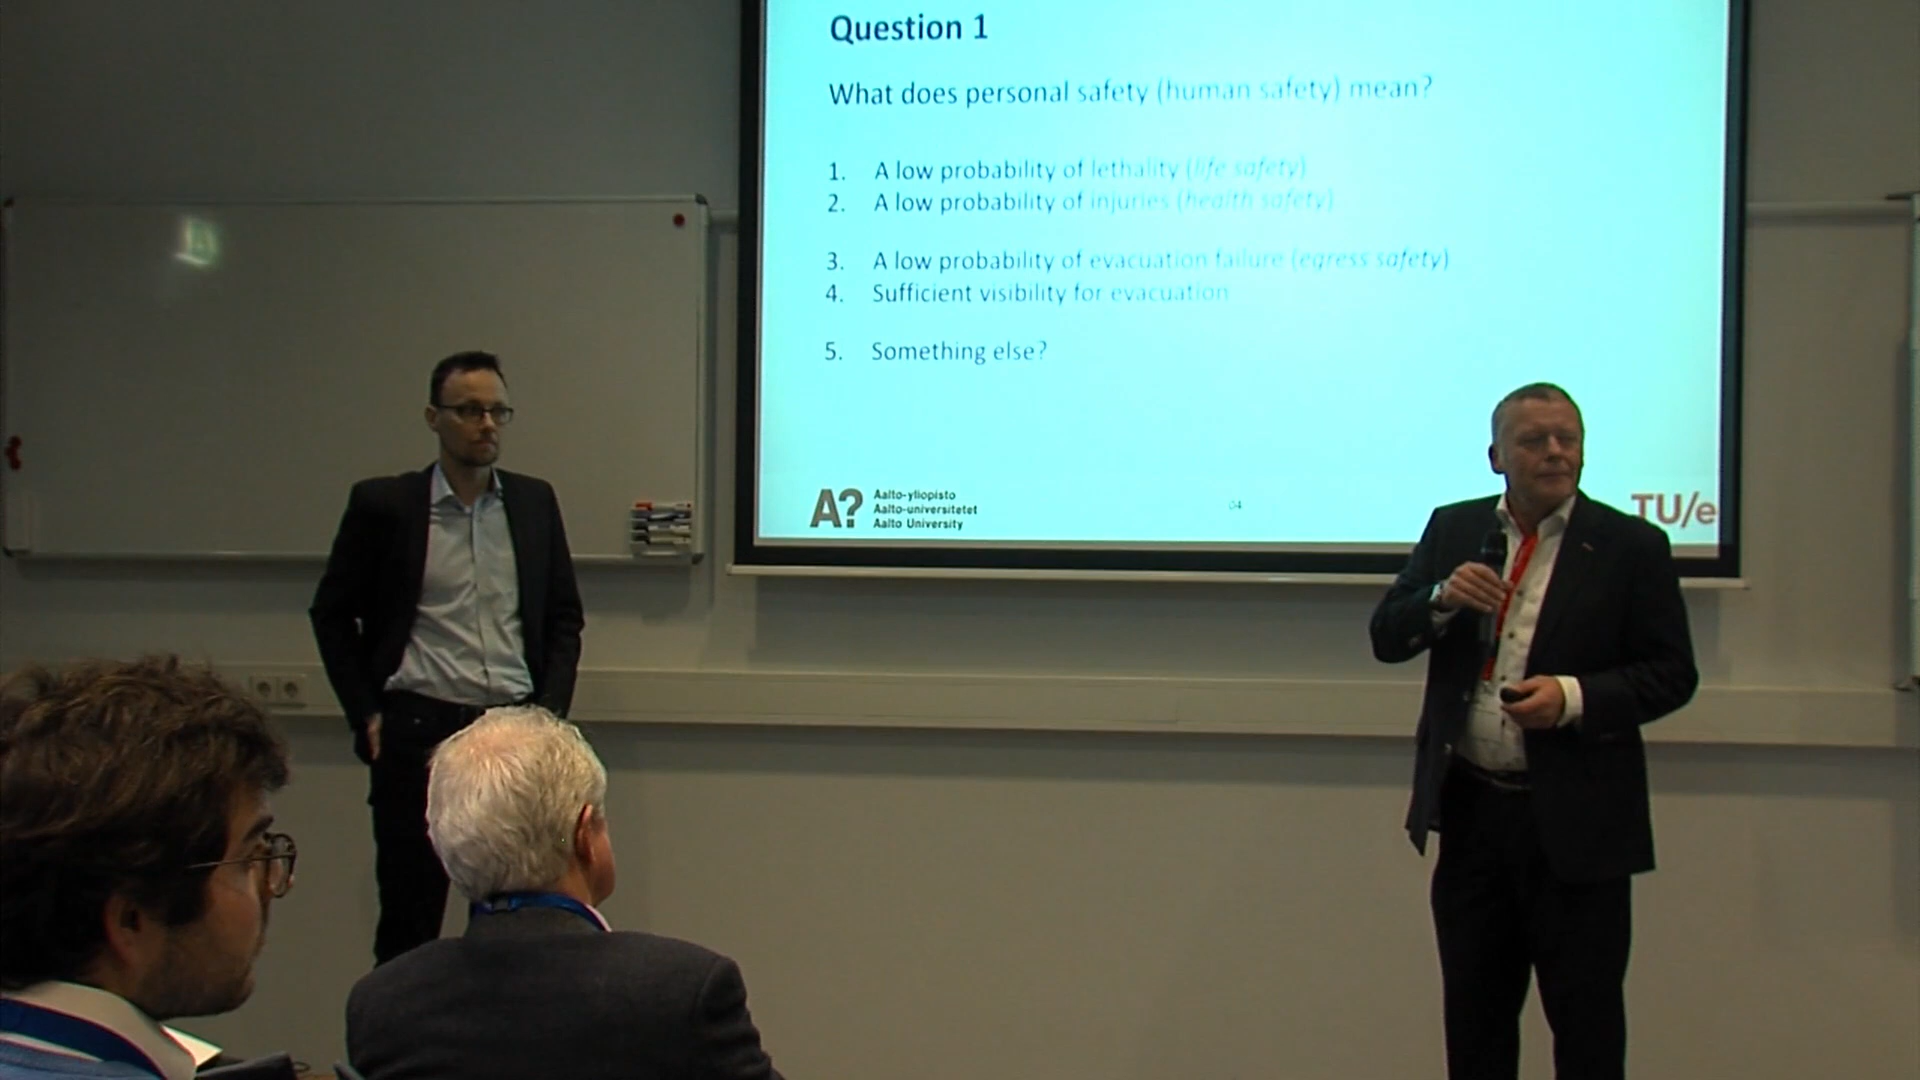 Question 1
What does personal safety (human safety) mean?
1. A low probability of lethality (life safety)
2. A low probability of injuries (health safety)
3. A low probability of evacuation failure (egress safety)
4. Sufficient visibility for evacuation
5. Something else?
A? Aalto-yliopisto
Aalto-universitetet
Aalto University
TU/e